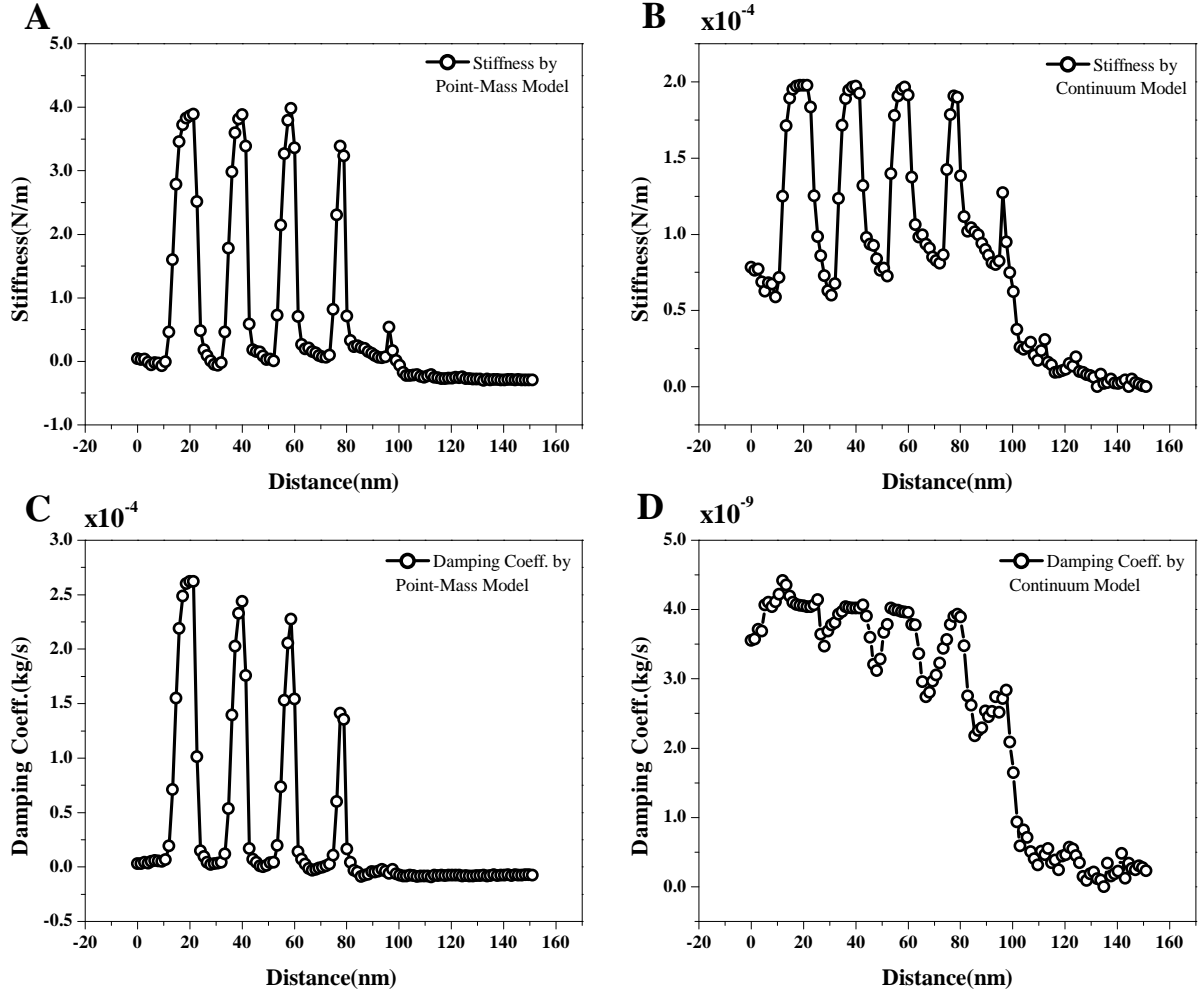 A
5.0
4.0
3.0
2.0
1.0
0.0
-1.0
Stiffness(N/m)
Stiffness by
Point-Mass Model
-20 0 20 40 60 80 100 120 140 160
Distance(nm)
B
x10⁻⁴
2.0
1.5
1.0
0.5
0.0
Stiffness(N/m)
Stiffness by
Continuum Model
-20 0 20 40 60 80 100 120 140 160
Distance(nm)
C
x10⁻⁴
3.0
2.5
2.0
1.5
1.0
0.5
0.0
-0.5
Damping Coeff.(kg/s)
Damping Coeff. by
Point-Mass Model
-20 0 20 40 60 80 100 120 140 160
Distance(nm)
D
x10⁻⁹
5.0
4.0
3.0
2.0
1.0
0.0
Damping Coeff.(kg/s)
Damping Coeff. by
Continuum Model
-20 0 20 40 60 80 100 120 140 160
Distance(nm)